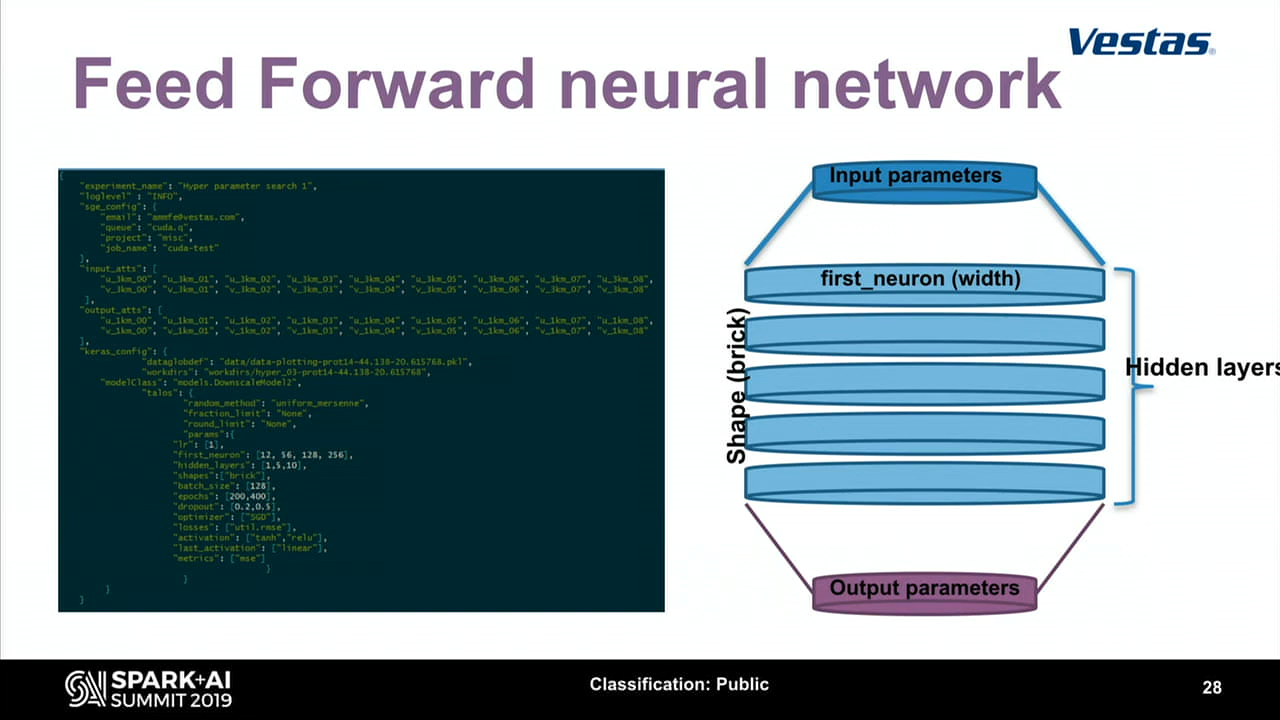 Vestas
Feed Forward neural network
{
"experiment_name": "Hyper parameter search 1",
"loglevel" : "INFO",
"sge_config": {
"email": "ammfe@vestas.com",
"queue": "cuda.q",
"project": "misc",
"job_name": "cuda-test"
},
"input_atts": [
"u_3km_00", "u_3km_01", "u_3km_02", "u_3km_03", "u_3km_04", "u_3km_05", "u_3km_06", "u_3km_07", "u_3km_08",
"v_3km_00", "v_3km_01", "v_3km_02", "v_3km_03", "v_3km_04", "v_3km_05", "v_3km_06", "v_3km_07", "v_3km_08"
],
"output_atts": [
"u_1km_00", "u_1km_01", "u_1km_02", "u_1km_03", "u_1km_04", "u_1km_05", "u_1km_06", "u_1km_07", "u_1km_08",
"v_1km_00", "v_1km_01", "v_1km_02", "v_1km_03", "v_1km_04", "v_1km_05", "v_1km_06", "v_1km_07", "v_1km_08"
],
"keras_config": {
"dataglobdef": "data/data-plotting-prot14-44.138-20.615768.pkl",
"workdirs": "workdirs/hyper_03-prot14-44.138-20.615768",
"modelClass": "models.DownscaleModel2",
"talos": {
"random_method": "uniform_mersenne",
"fraction_limit": "None",
"round_limit": "None",
"params":{
"lr": [1],
"first_neuron": [12, 56, 128, 256],
"hidden_layers": [1,5,10],
"shapes":["brick"],
"batch_size": [128],
"epochs": [200,400],
"dropout": [0.2,0.5],
"optimizer": ["SGD"],
"losses": ["util.rmse"],
"activation": ["tanh","relu"],
"last_activation": ["linear"],
"metrics": ["mse"]
}
}
}
}
Input parameters
first_neuron (width)
Shape (brick)
Hidden layers
Output parameters
SPARK+AI
SUMMIT 2019
Classification: Public
28